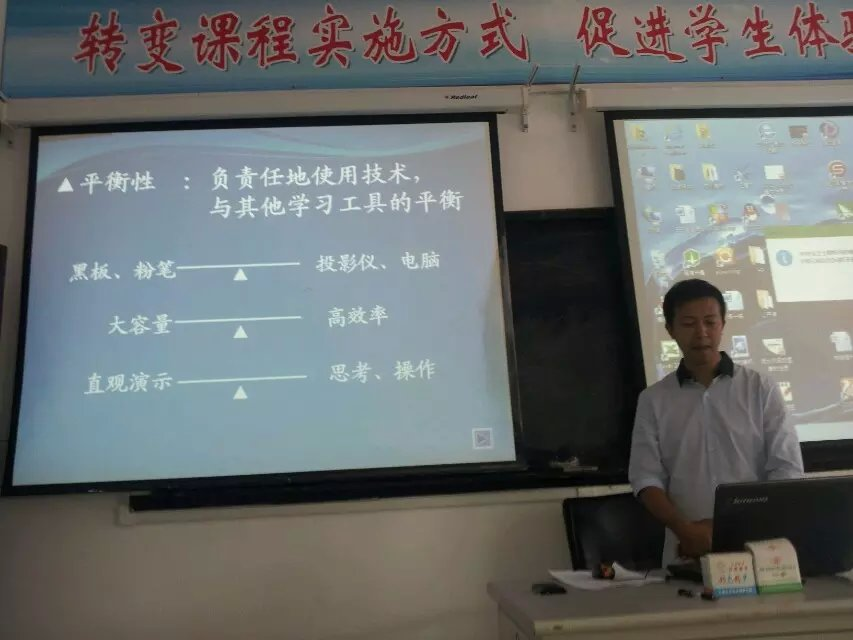 转变课程实施方式 促进学生体验
Redleaf
▲平衡性 ：负责任地使用技术，
与其他学习工具的平衡
黑板、粉笔 投影仪、电脑
大容量 高效率
直观演示 思考、操作
lenovo